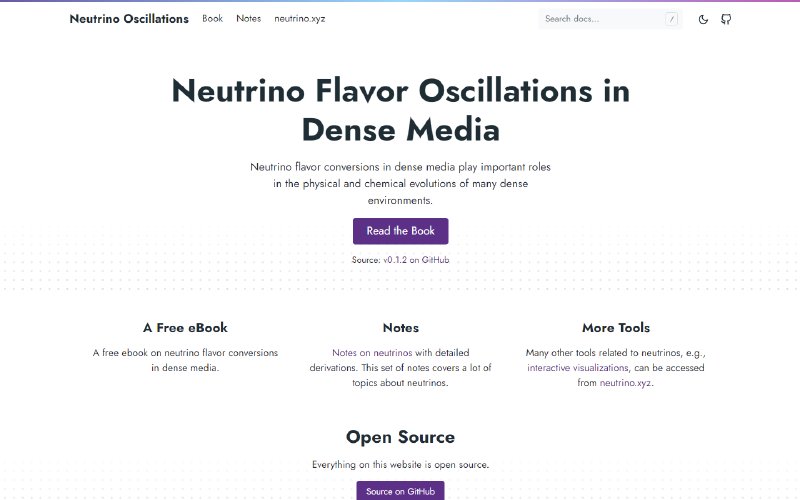 Neutrino Oscillations Book Notes neutrino.xyz Search docs... /
Neutrino Flavor Oscillations in
Dense Media
Neutrino flavor conversions in dense media play important roles
in the physical and chemical evolutions of many dense
environments.
Read the Book
Source: v0.1.2 on GitHub
A Free eBook
A free ebook on neutrino flavor conversions
in dense media.
Notes
Notes on neutrinos with detailed
derivations. This set of notes covers a lot of
topics about neutrinos.
More Tools
Many other tools related to neutrinos, e.g.,
interactive visualizations, can be accessed
from neutrino.xyz.
Open Source
Everything on this website is open source.
Source on GitHub